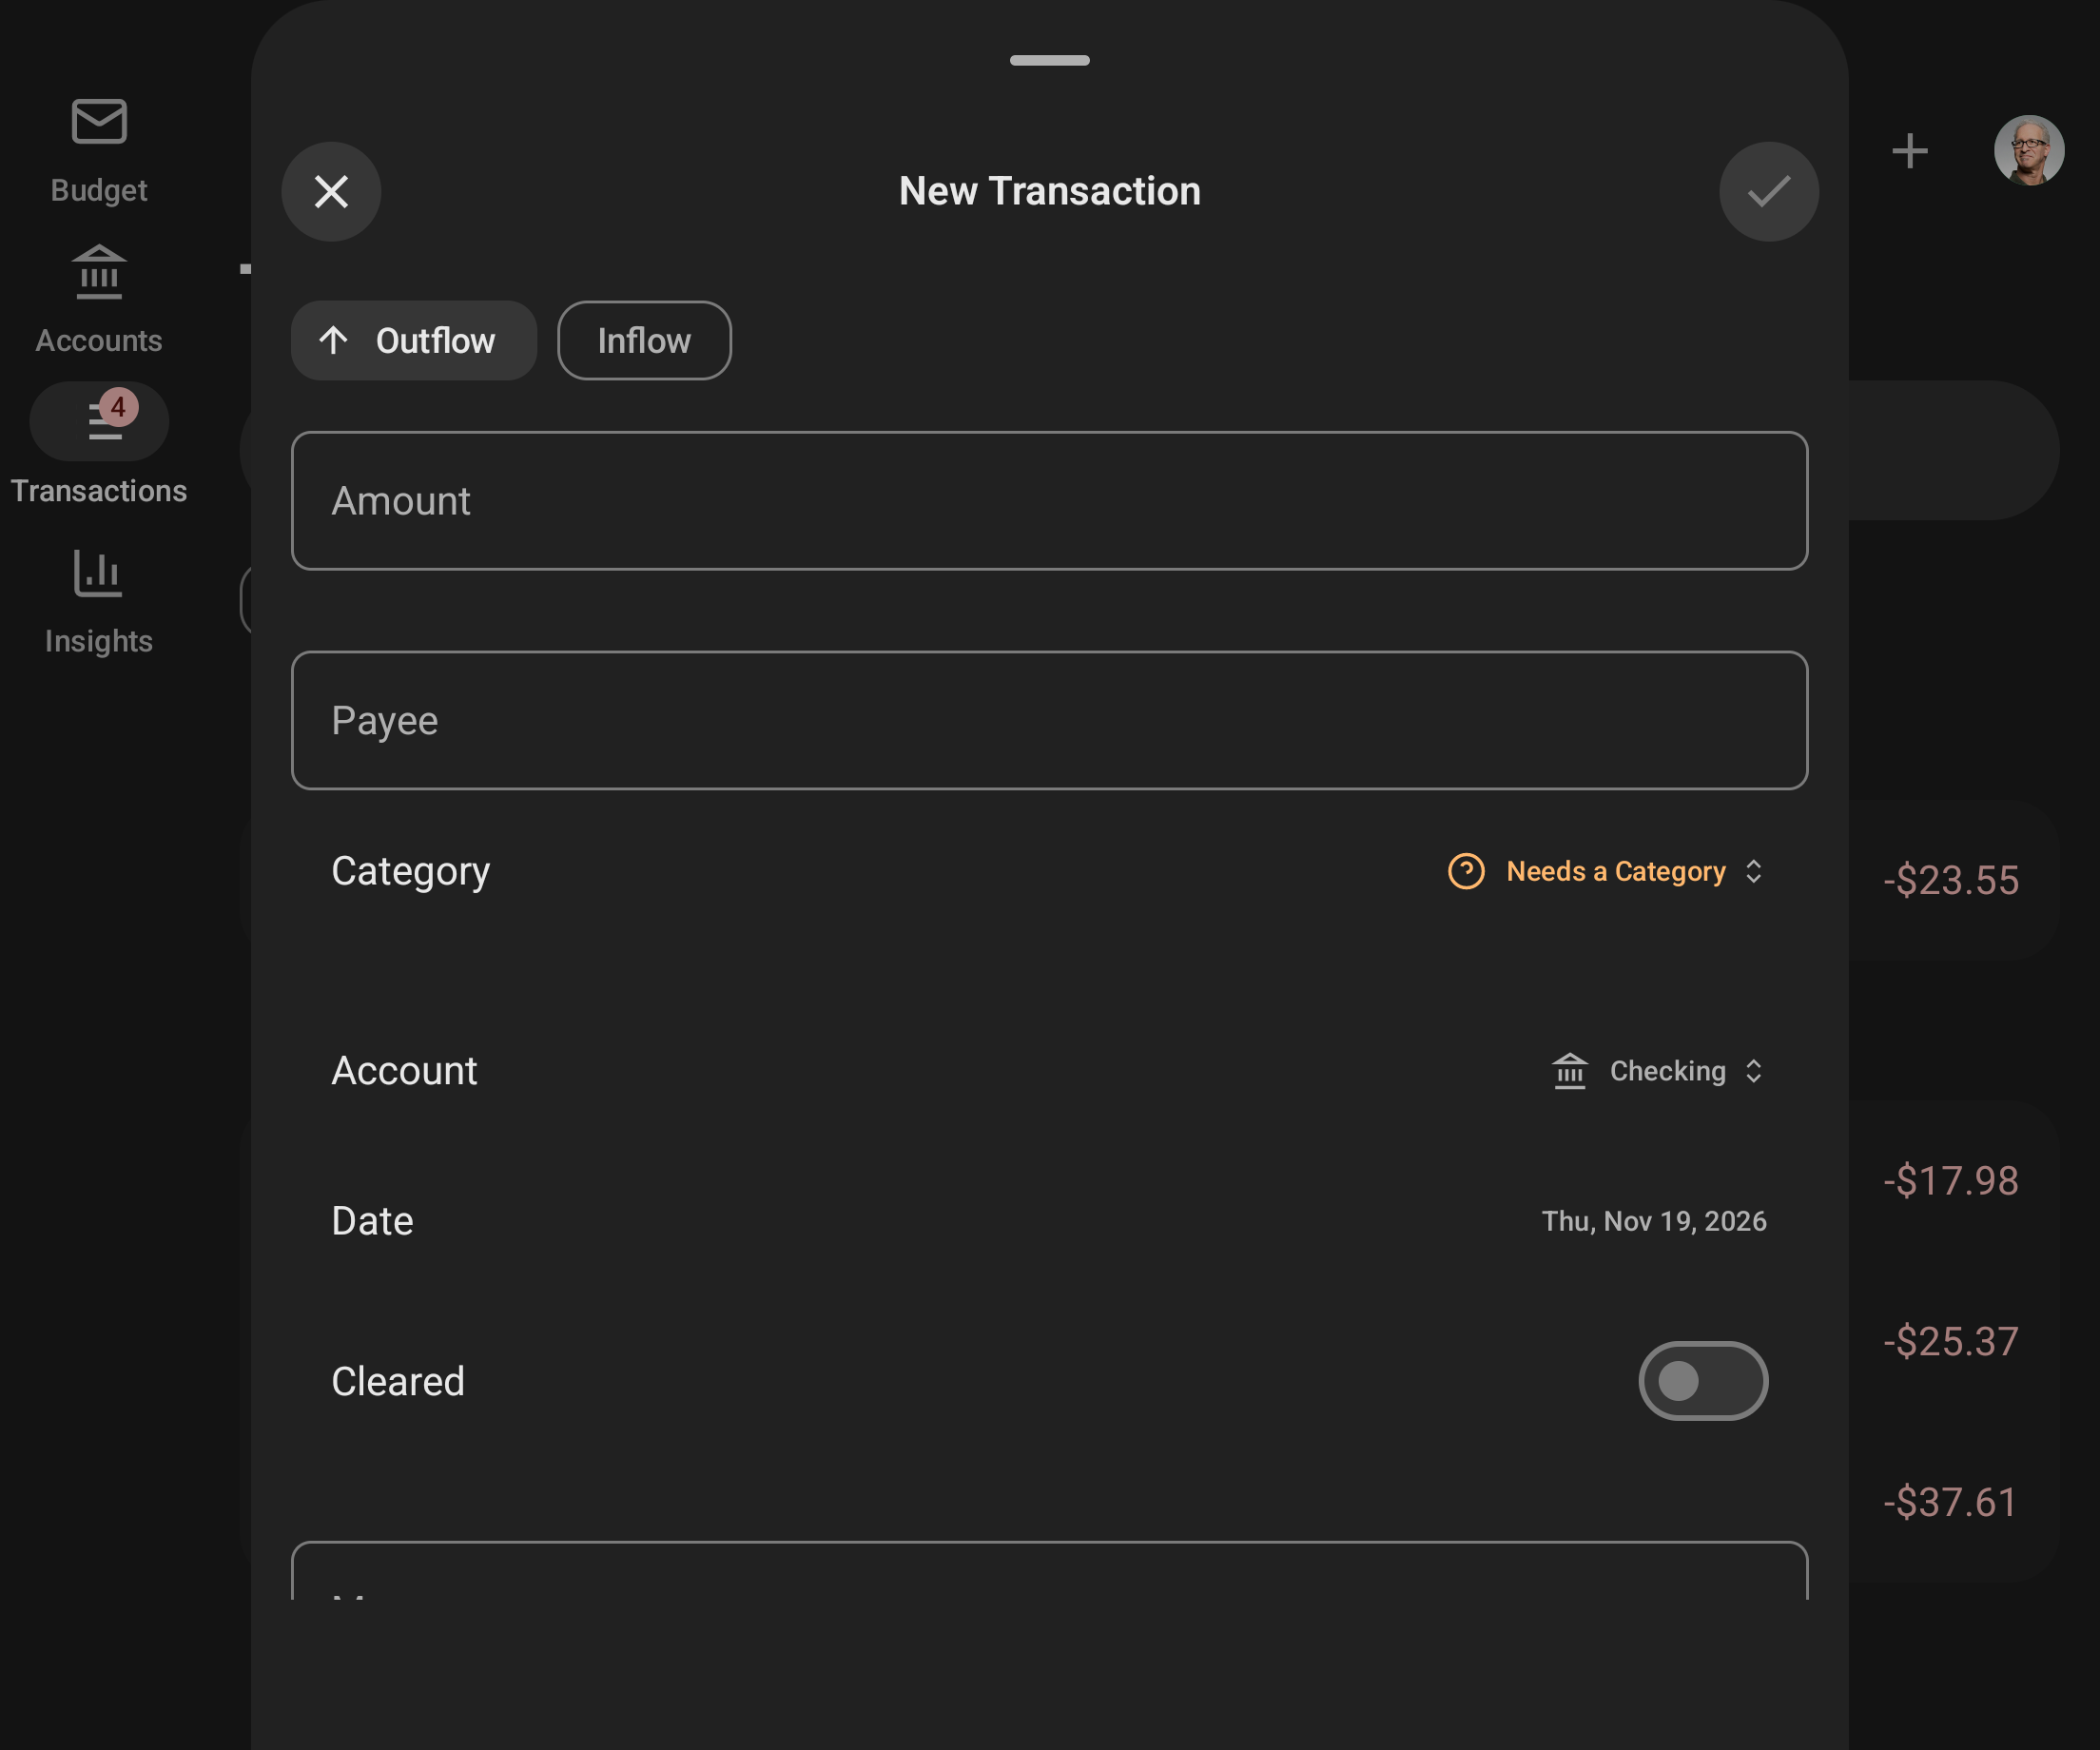 Budget
Accounts
4
Transactions
Insights
New Transaction
Outflow
Inflow
Amount
Payee
Category
Needs a Category
Account
Checking
Date
Thu, Nov 19, 2026
Cleared
-$23.55
-$17.98
-$25.37
-$37.61